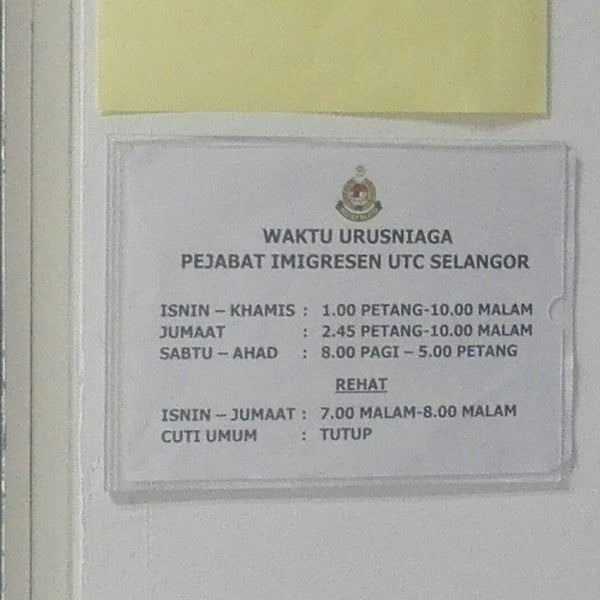 WAKTU URUSNIAGA
PEJABAT IMIGRESEN UTC SELANGOR
ISNIN – KHAMIS : 1.00 PETANG-10.00 MALAM
JUMAAT : 2.45 PETANG-10.00 MALAM
SABTU – AHAD : 8.00 PAGI – 5.00 PETANG
REHAT
ISNIN – JUMAAT : 7.00 MALAM-8.00 MALAM
CUTI UMUM : TUTUP